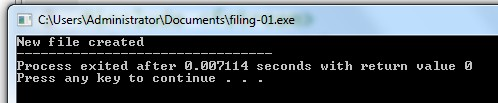 C:\Users\Administrator\Documents\filing-01.exe
New file created
--------------------------------
Process exited after 0.007114 seconds with return value 0
Press any key to continue . . .